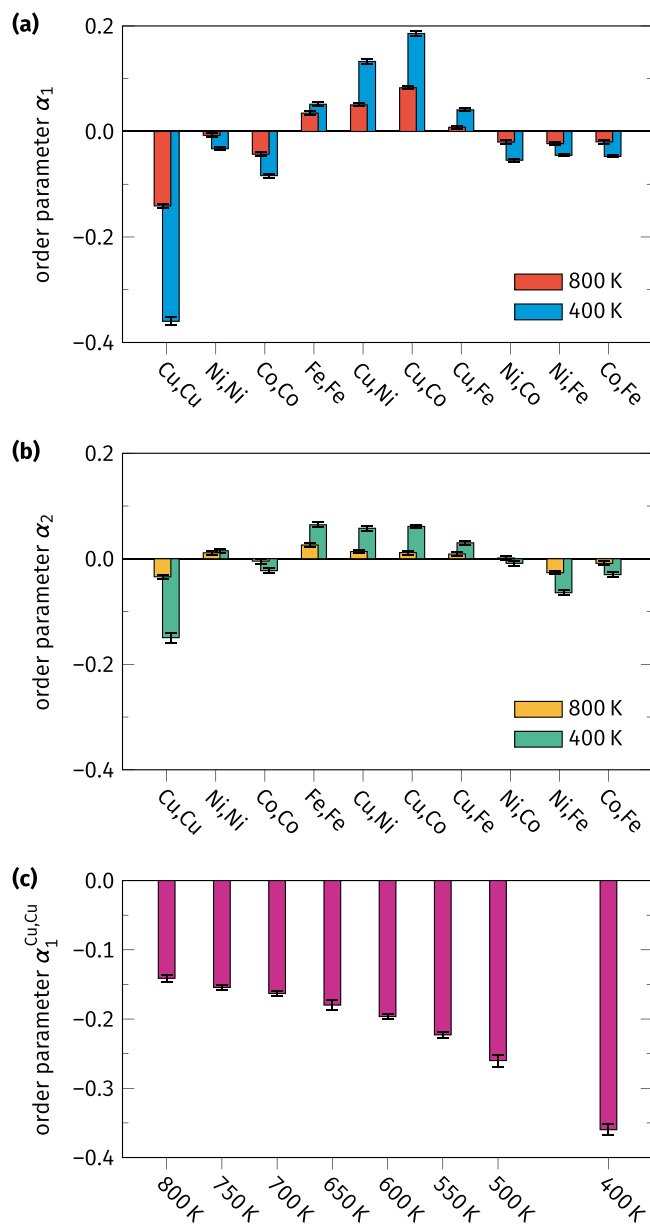 (a)
order parameter α₁
0.2
0.0
−0.2
−0.4
800 K
400 K
Cu,Cu
Ni,Ni
Co,Co
Fe,Fe
Cu,Ni
Cu,Co
Cu,Fe
Ni,Co
Ni,Fe
Co,Fe
(b)
order parameter α₂
0.2
0.0
−0.2
−0.4
800 K
400 K
Cu,Cu
Ni,Ni
Co,Co
Fe,Fe
Cu,Ni
Cu,Co
Cu,Fe
Ni,Co
Ni,Fe
Co,Fe
(c)
order parameter α₁^Cu,Cu
0.0
−0.1
−0.2
−0.3
−0.4
800 K
750 K
700 K
650 K
600 K
550 K
500 K
400 K